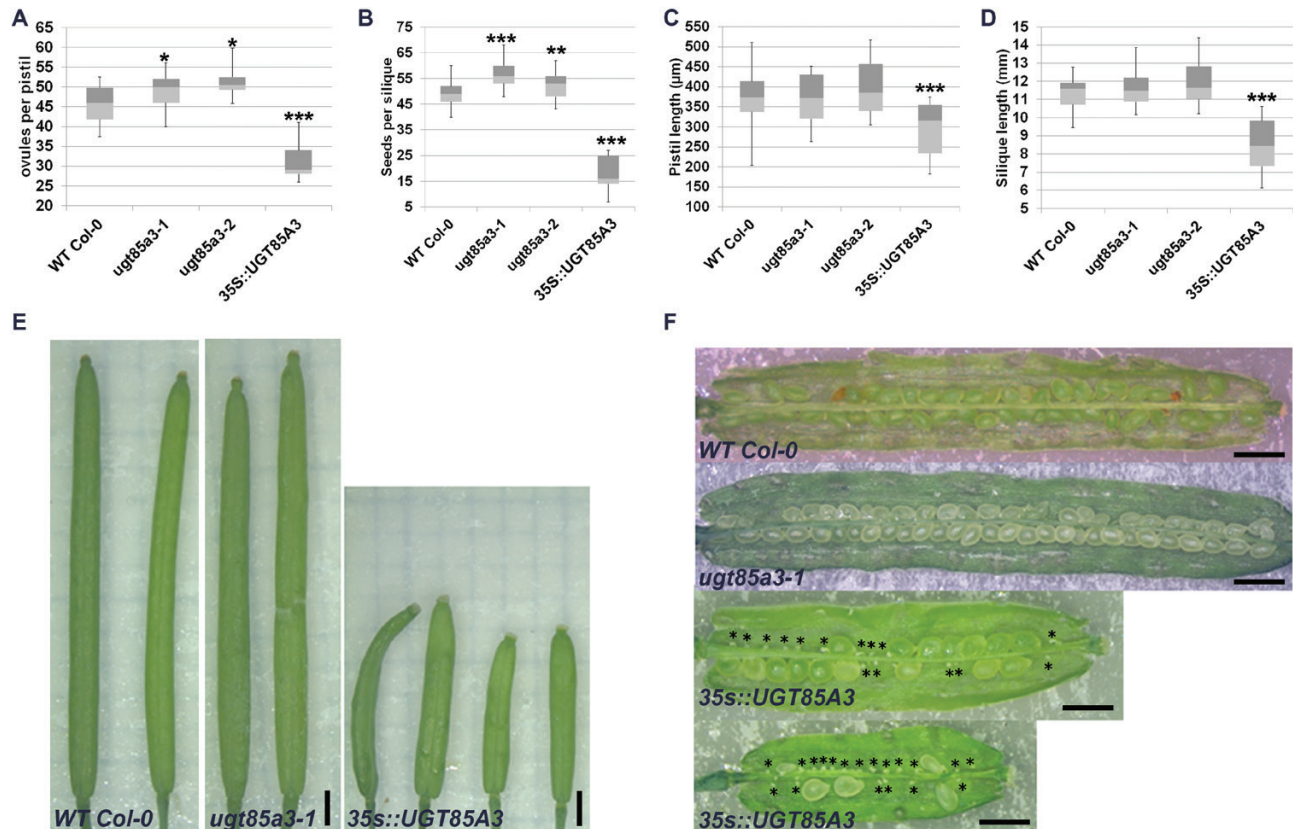 A
B
C
D
ovules per pistil
65
60
55
50
45
40
35
30
25
20
*
*
***
WT Col-0
ugt85a3-1
ugt85a3-2
35S::UGT85A3
Seeds per silique
75
65
55
45
35
25
15
5
***
**
***
WT Col-0
ugt85a3-1
ugt85a3-2
35S::UGT85A3
Pistil length (µm)
550
500
450
400
350
300
250
200
150
100
***
WT Col-0
ugt85a3-1
ugt85a3-2
35S::UGT85A3
Silique length (mm)
15
14
13
12
11
10
9
8
7
6
5
***
WT Col-0
ugt85a3-1
ugt85a3-2
35S::UGT85A3
E
WT Col-0
ugt85a3-1
35s::UGT85A3
F
WT Col-0
ugt85a3-1
* * * * * * *** *
** ** *
35s::UGT85A3
* **** * * ** * * *
* * ** * *
35s::UGT85A3